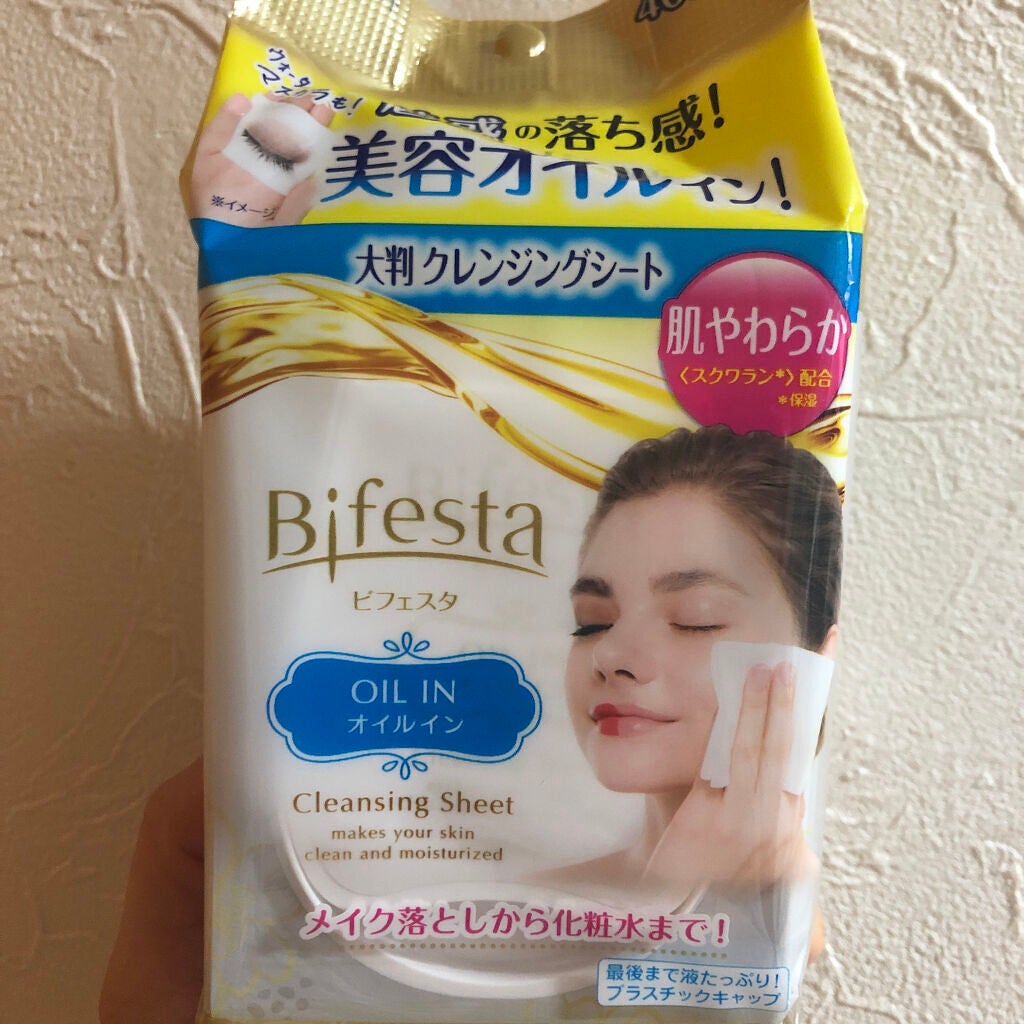 40
ウォータ
マスカラも!
の落ち感!
美容オイルイン!
※イメージ
大判 クレンジングシート
肌やわらか
〈スクワラン*〉配合
*保湿
Bifesta
ビフェスタ
OIL IN
オイルイン
Cleansing Sheet
makes your skin
clean and moisturized
メイク落としから化粧水まで!
最後まで液たっぷり!
プラスチックキャップ